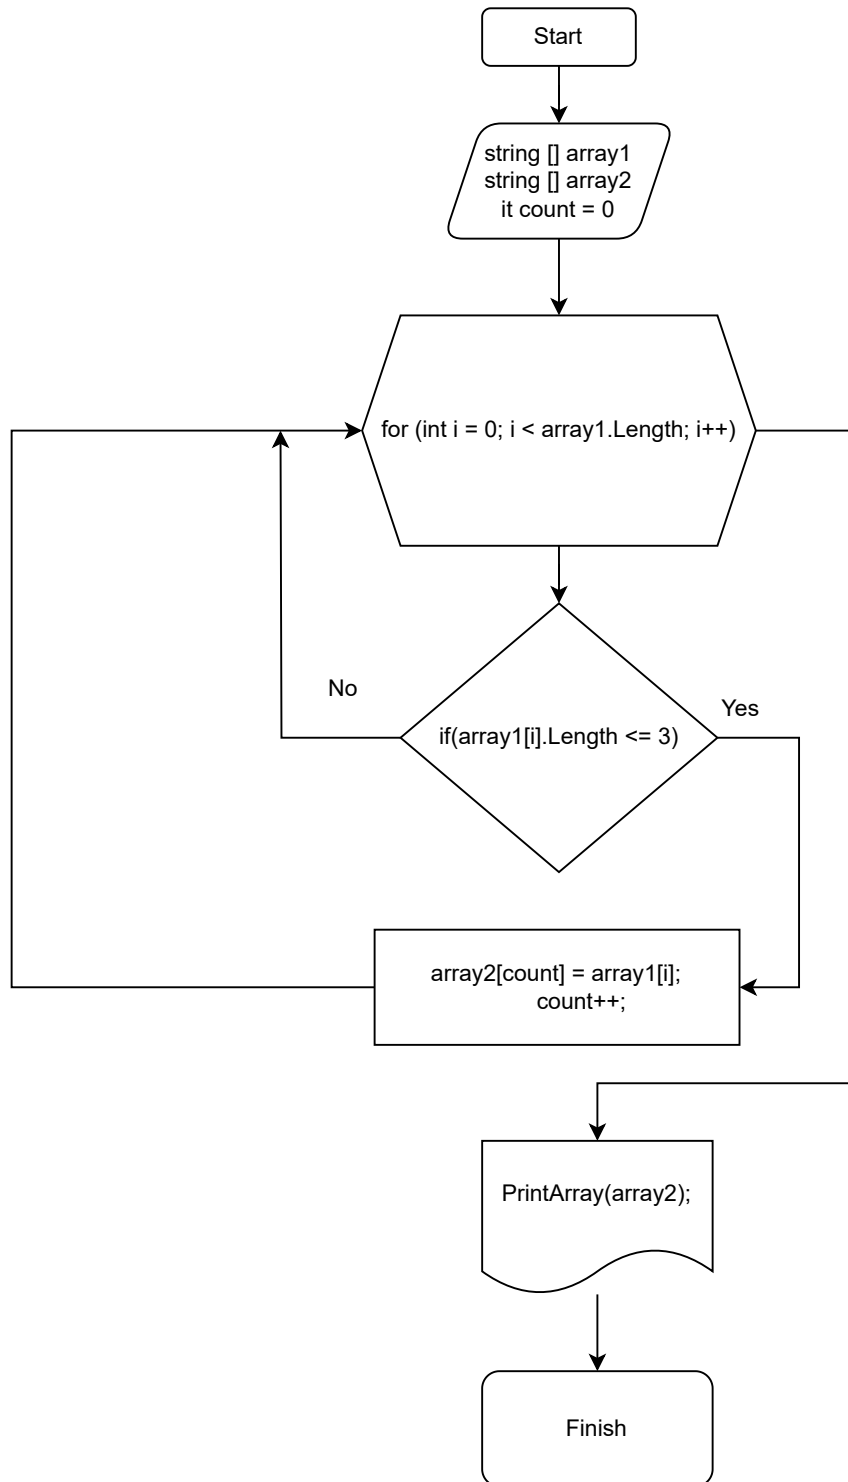 Start
string [] array1
string [] array2
it count = 0
for (int i = 0; i < array1.Length; i++)
No
Yes
if(array1[i].Length <= 3)
array2[count] = array1[i];
count++;
PrintArray(array2);
Finish